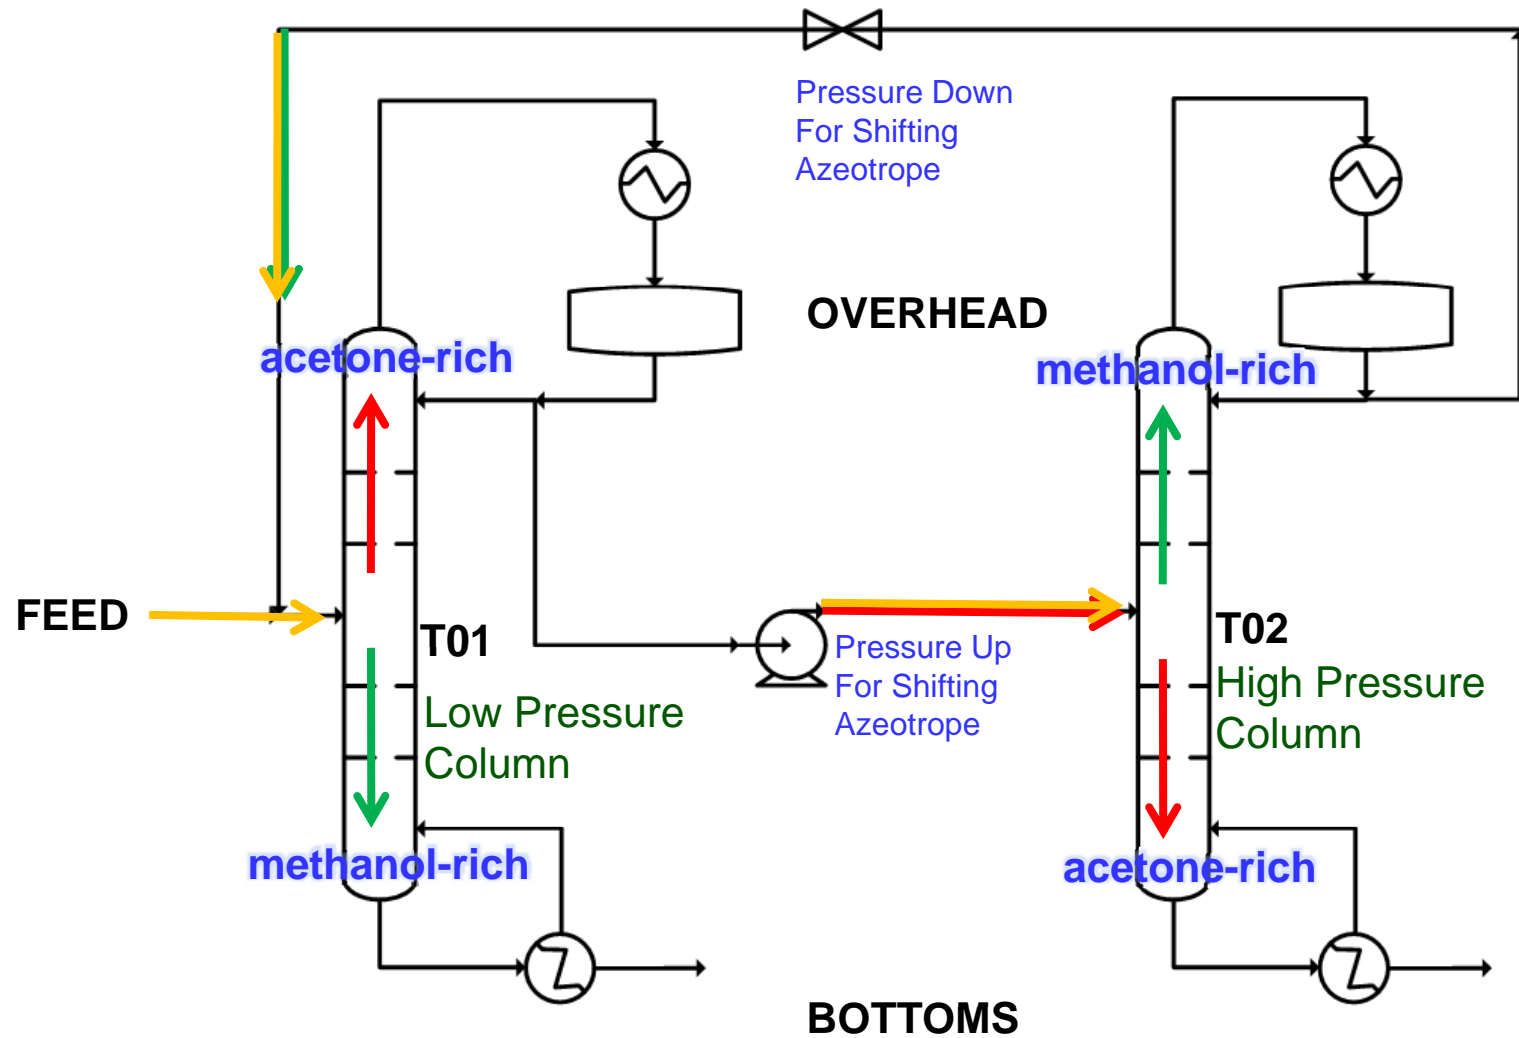 Pressure Down
For Shifting
Azeotrope
OVERHEAD
acetone-rich
methanol-rich
FEED
T01
Low Pressure
Column
Pressure Up
For Shifting
Azeotrope
T02
High Pressure
Column
methanol-rich
acetone-rich
BOTTOMS